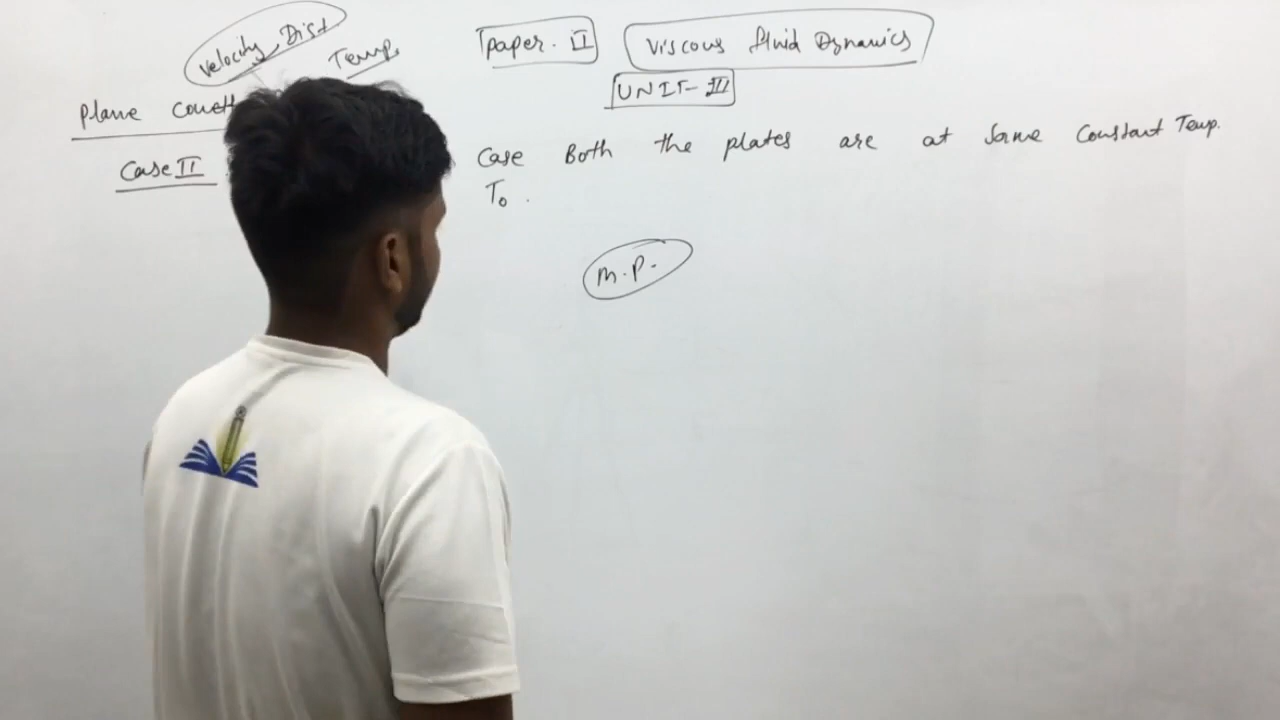 Velocity Dist
Temp.
Paper. II
Viscous fluid Dynamics
UNIT- III
Plane
Case II
Case Both the plates are at Same Constant Temp.
To.
M.P.